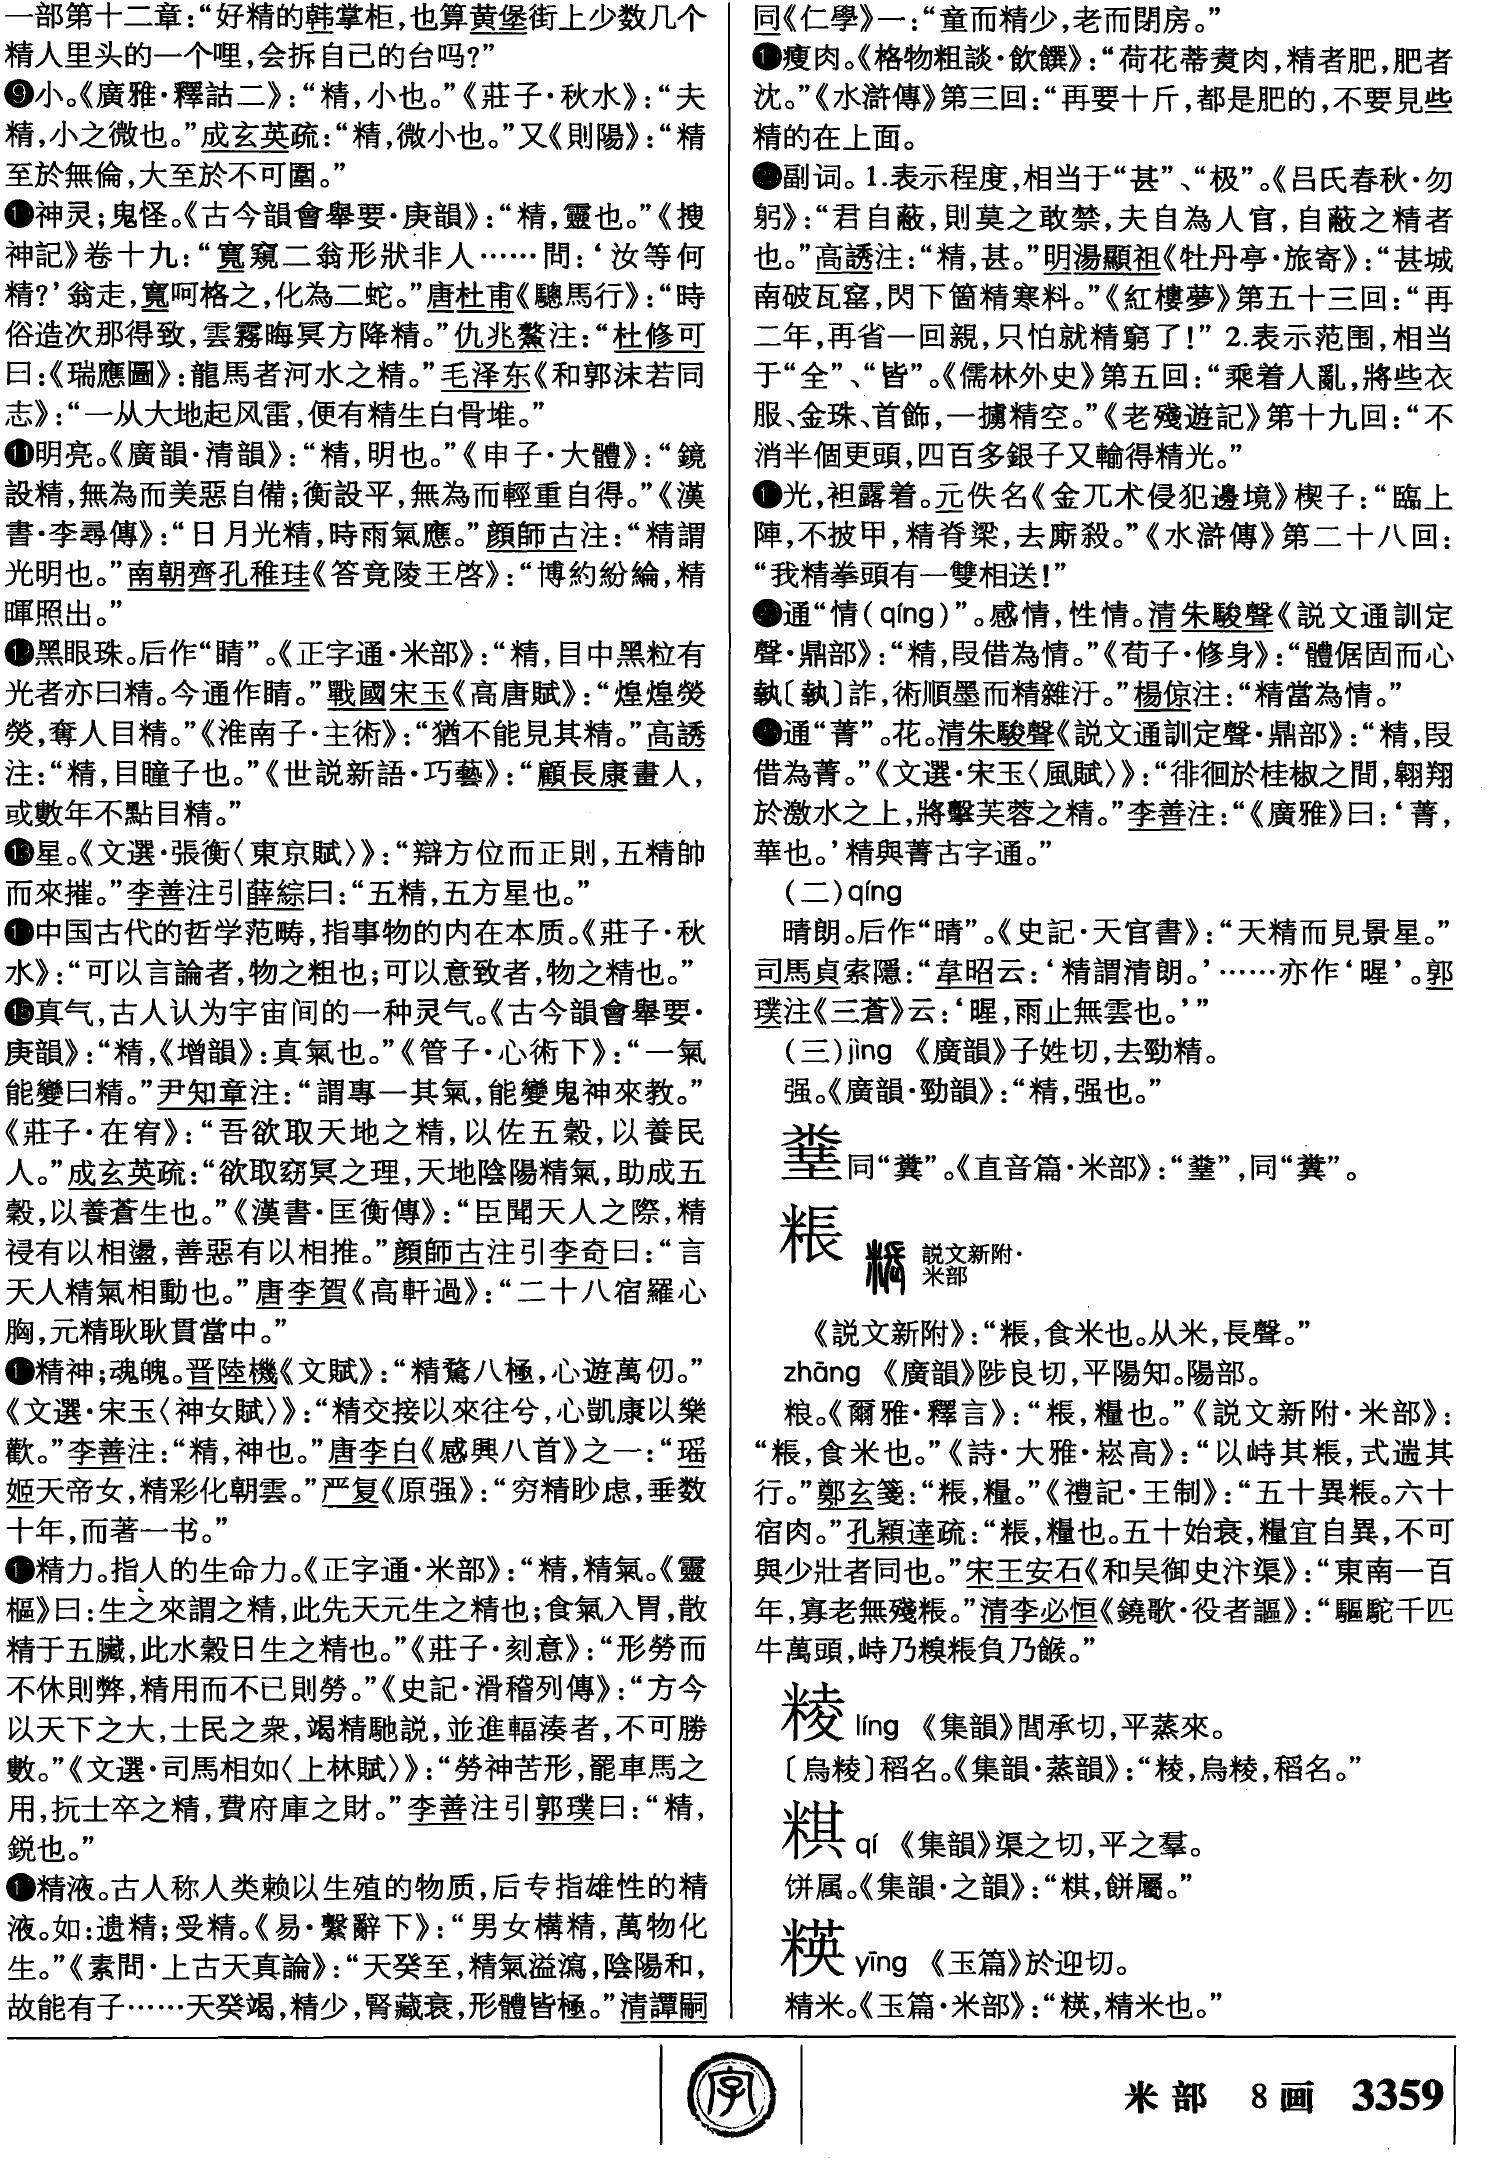 一部第十二章：“好精的韩掌柜，也算黄堡街上少数几个
精人里头的一个哩，会拆自己的台吗？”
❾小。《廣雅·釋詁二》：“精，小也。”《莊子·秋水》：“夫
精，小之微也。”成玄英疏：“精，微小也。”又《則陽》：“精
至於無倫，大至於不可圍。”
神灵；鬼怪。《古今韻會舉要·庚韻》：“精，靈也。”《搜
神記》卷十九：“寬窺二翁形狀非人……問：‘汝等何
精？’翁走，寬呵格之，化為二蛇。”唐杜甫《驄馬行》：“時
俗造次那得致，雲霧晦冥方降精。”仇兆鰲注：“杜修可
曰：《瑞應圖》：龍馬者河水之精。”毛泽东《和郭沫若同
志》：“一从大地起风雷，便有精生白骨堆。”
⓫明亮。《廣韻·清韻》：“精，明也。”《申子·大體》：“鏡
設精，無為而美惡自備；衡設平，無為而輕重自得。”《漢
書·李尋傳》：“日月光精，時雨氣應。”顔師古注：“精謂
光明也。”南朝齊孔稚珪《答竟陵王啓》：“博約紛綸，精
暉照出。”
黑眼珠。后作“睛”。《正字通·米部》：“精，目中黑粒有
光者亦曰精。今通作睛。”戰國宋玉《高唐賦》：“煌煌熒
熒，奪人目精。”《淮南子·主術》：“猶不能見其精。”高誘
注：“精，目瞳子也。”《世説新語·巧藝》：“顧長康畫人，
或數年不點目精。”
⓭星。《文選·張衡〈東京賦〉》：“辯方位而正則，五精帥
而來摧。”李善注引薛綜曰：“五精，五方星也。”
中国古代的哲学范畴，指事物的内在本质。《莊子·秋
水》：“可以言論者，物之粗也；可以意致者，物之精也。”
⓯真气，古人认为宇宙间的一种灵气。《古今韻會舉要·
庚韻》：“精，《增韻》：真氣也。”《管子·心術下》：“一氣
能變曰精。”尹知章注：“謂專一其氣，能變鬼神來教。”
《莊子·在宥》：“吾欲取天地之精，以佐五穀，以養民
人。”成玄英疏：“欲取窈冥之理，天地陰陽精氣，助成五
穀，以養蒼生也。”《漢書·匡衡傳》：“臣聞天人之際，精
祲有以相盪，善惡有以相推。”顔師古注引李奇曰：“言
天人精氣相動也。”唐李賀《高軒過》：“二十八宿羅心
胸，元精耿耿貫當中。”
精神；魂魄。晋陸機《文賦》：“精騖八極，心遊萬仞。”
《文選·宋玉〈神女賦〉》：“精交接以來往兮，心凱康以樂
歡。”李善注：“精，神也。”唐李白《感興八首》之一：“瑶
姬天帝女，精彩化朝雲。”严复《原强》：“穷精眇虑，垂数
十年，而著一书。”
精力。指人的生命力。《正字通·米部》：“精，精氣。《靈
樞》曰：生之來謂之精，此先天元生之精也；食氣入胃，散
精于五臟，此水穀日生之精也。”《莊子·刻意》：“形勞而
不休則弊，精用而不已則勞。”《史記·滑稽列傳》：“方今
以天下之大，士民之衆，竭精馳説，並進輻湊者，不可勝
數。”《文選·司馬相如〈上林賦〉》：“勞神苦形，罷車馬之
用，抏士卒之精，費府庫之財。”李善注引郭璞曰：“精，
鋭也。”
精液。古人称人类赖以生殖的物质，后专指雄性的精
液。如：遗精；受精。《易·繫辭下》：“男女構精，萬物化
生。”《素問·上古天真論》：“天癸至，精氣溢瀉，陰陽和，
故能有子……天癸竭，精少，腎藏衰，形體皆極。”清譚嗣
同《仁學》一：“童而精少，老而閉房。”
瘦肉。《格物粗談·飲饌》：“荷花蒂煑肉，精者肥，肥者
沈。”《水滸傳》第三回：“再要十斤，都是肥的，不要見些
精的在上面。
副词。1.表示程度，相当于“甚”、“极”。《吕氏春秋·勿
躬》：“君自蔽，則莫之敢禁，夫自為人官，自蔽之精者
也。”高誘注：“精，甚。”明湯顯祖《牡丹亭·旅寄》：“甚城
南破瓦窑，閃下箇精寒料。”《紅樓夢》第五十三回：“再
二年，再省一回親，只怕就精窮了！” 2.表示范围，相当
于“全”、“皆”。《儒林外史》第五回：“乘着人亂，將些衣
服、金珠、首飾，一擄精空。”《老殘遊記》第十九回：“不
消半個更頭，四百多銀子又輸得精光。”
光，袒露着。元佚名《金兀术侵犯邊境》楔子：“臨上
陣，不披甲，精脊梁，去厮殺。”《水滸傳》第二十八回：
“我精拳頭有一雙相送！”
通“情(qíng)”。感情，性情。清朱駿聲《説文通訓定
聲·鼎部》：“精，叚借為情。”《荀子·修身》：“體倨固而心
執〔執〕詐，術順墨而精雜汙。”楊倞注：“精當為情。”
通“菁”。花。清朱駿聲《説文通訓定聲·鼎部》：“精，叚
借為菁。”《文選·宋玉〈風賦〉》：“徘徊於桂椒之間，翱翔
於激水之上，將擊芙蓉之精。”李善注：“《廣雅》曰：‘菁，
華也。’精與菁古字通。”
（二）qíng
晴朗。后作“晴”。《史記·天官書》：“天精而見景星。”
司馬貞索隱：“韋昭云：‘精謂清朗。’……亦作‘暒’。郭
璞注《三蒼》云：‘暒，雨止無雲也。’”
（三）jìng 《廣韻》子姓切，去勁精。
强。《廣韻·勁韻》：“精，强也。”
同“糞”。《直音篇·米部》：“ ”，同“糞”。
粻 説文新附·
米部
《説文新附》：“粻，食米也。从米，長聲。”
zhāng 《廣韻》陟良切，平陽知。陽部。
粮。《爾雅·釋言》：“粻，糧也。”《説文新附·米部》：
“粻，食米也。”《詩·大雅·崧高》：“以峙其粻，式遄其
行。”鄭玄箋：“粻，糧。”《禮記·王制》：“五十異粻。六十
宿肉。”孔穎達疏：“粻，糧也。五十始衰，糧宜自異，不可
與少壯者同也。”宋王安石《和吴御史汴渠》：“東南一百
年，寡老無殘粻。”清李必恒《鐃歌·役者謳》：“驅駝千匹
牛萬頭，峙乃糗粻負乃餱。”
䉁 líng 《集韻》閭承切，平蒸來。
〔烏䉁〕稻名。《集韻·蒸韻》：“䉁，烏䉁，稻名。”
粸 qí 《集韻》渠之切，平之羣。
饼属。《集韻·之韻》：“粸，餅屬。”
䊔 yīng 《玉篇》於迎切。
精米。《玉篇·米部》：“䊔，精米也。”
字
米部 8画 3359